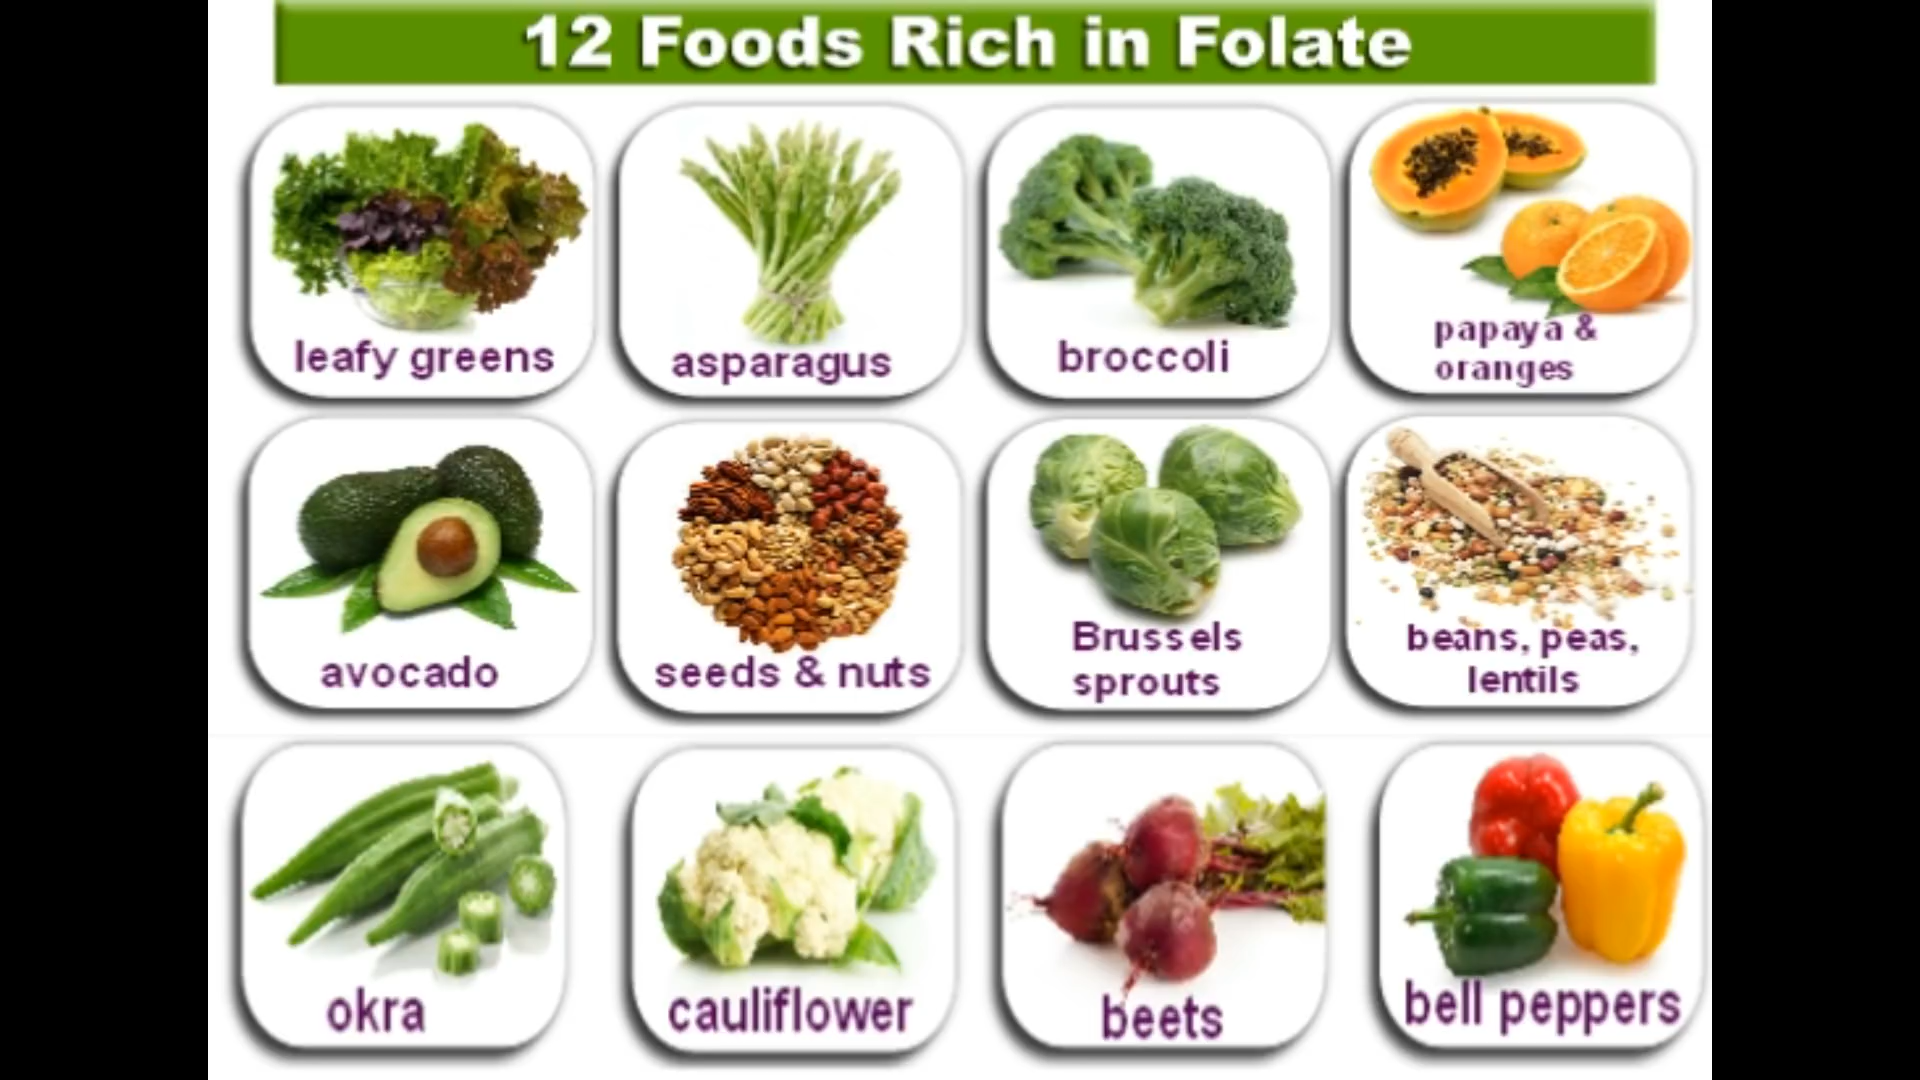 12 Foods Rich in Folate
leafy greens
asparagus
broccoli
papaya &
oranges
avocado
seeds & nuts
Brussels
sprouts
beans, peas,
lentils
okra
cauliflower
beets
bell peppers